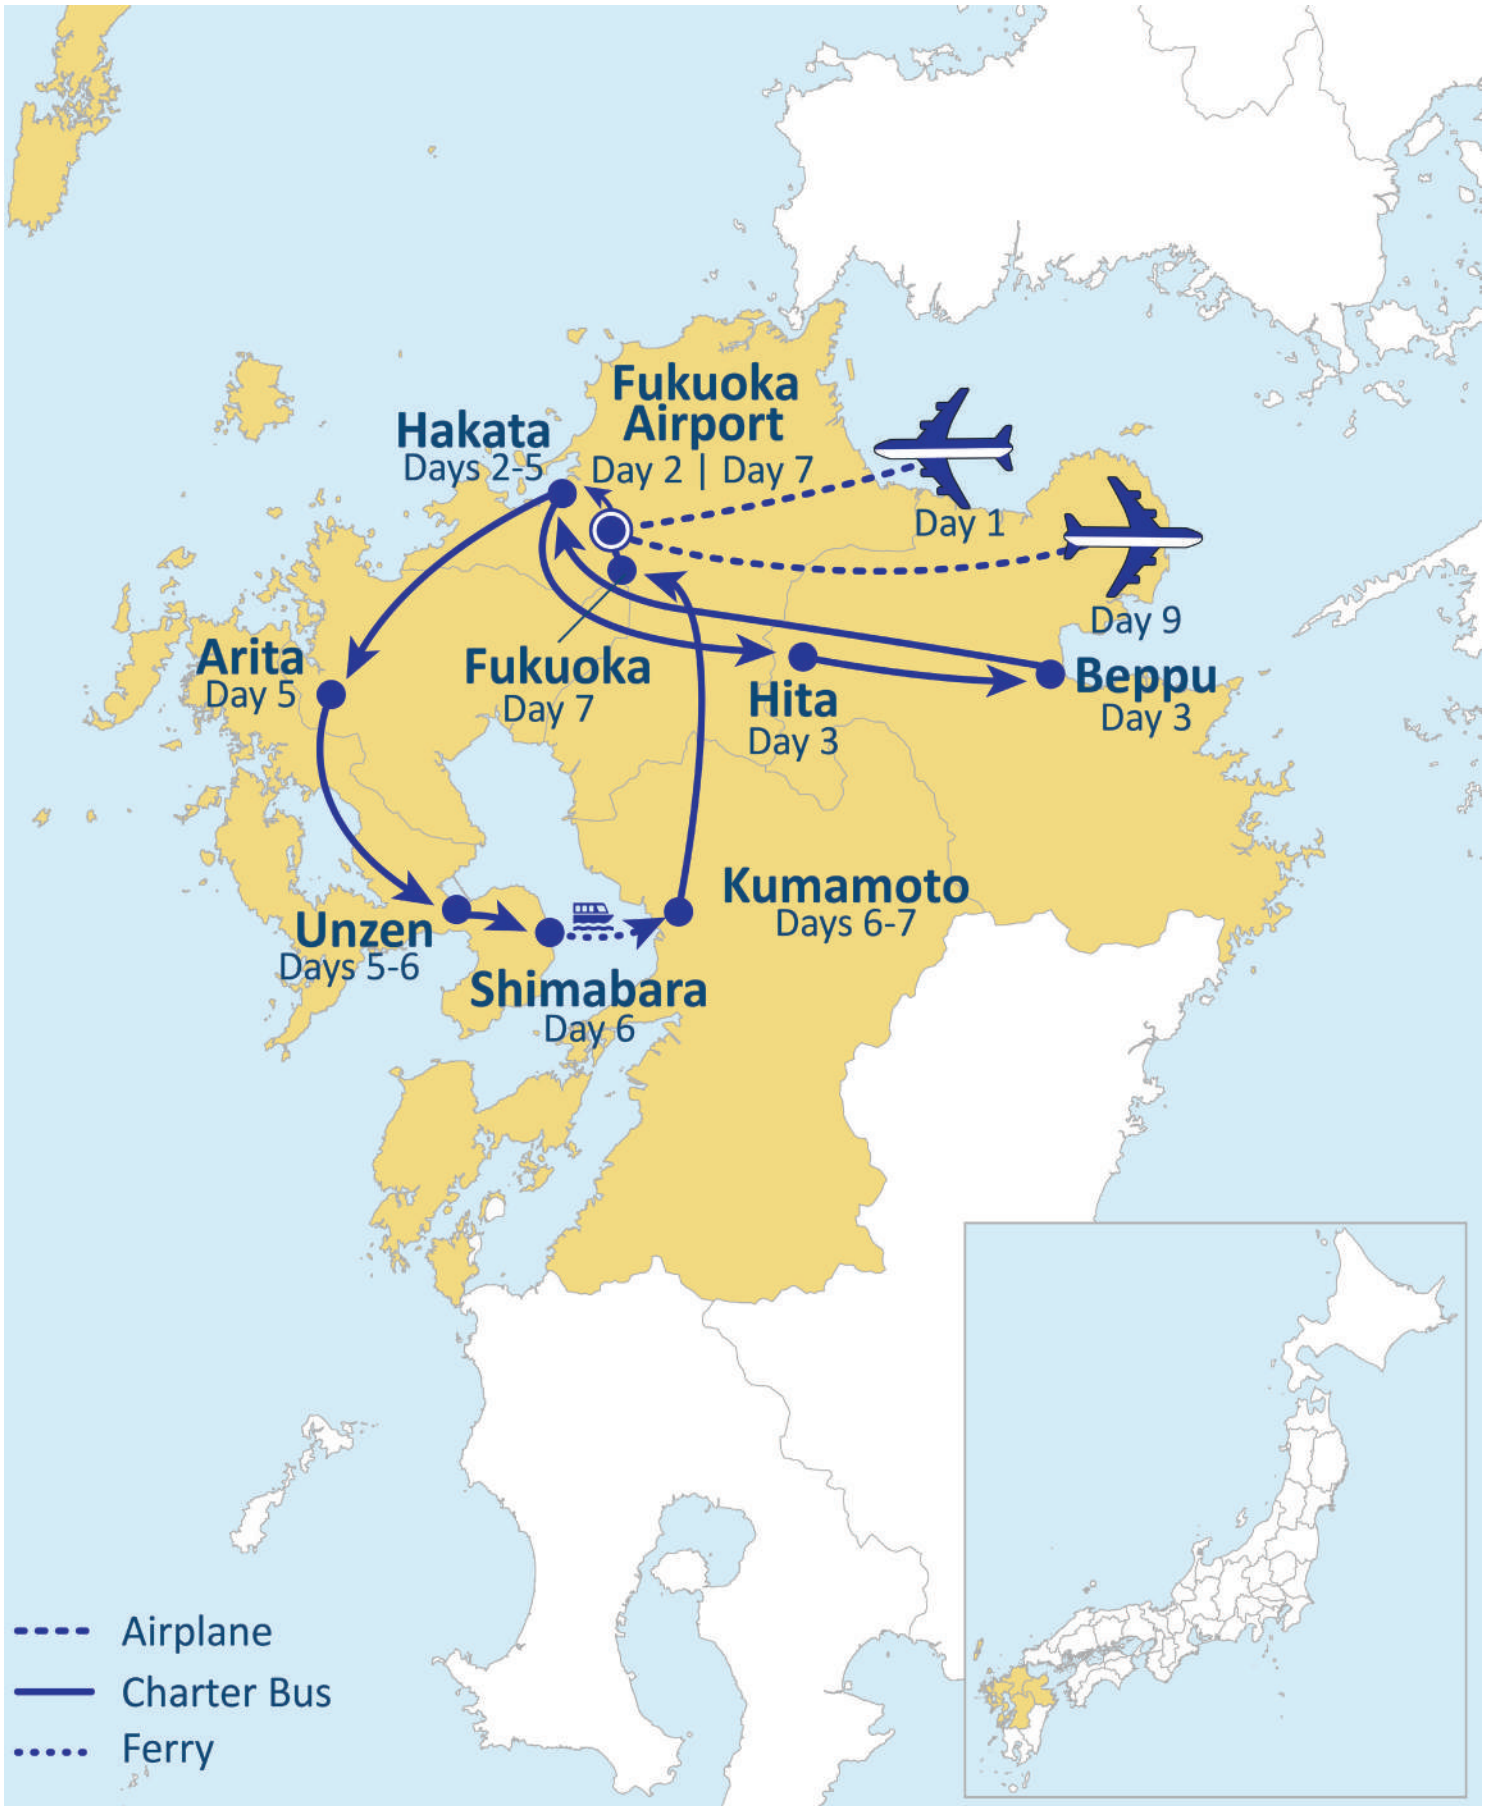 Fukuoka
Airport
Day 2 | Day 7
Hakata
Days 2-5
Day 1
Day 9
Arita
Day 5
Fukuoka
Day 7
Hita
Day 3
Beppu
Day 3
Kumamoto
Days 6-7
Unzen
Days 5-6
Shimabara
Day 6
Airplane
Charter Bus
Ferry